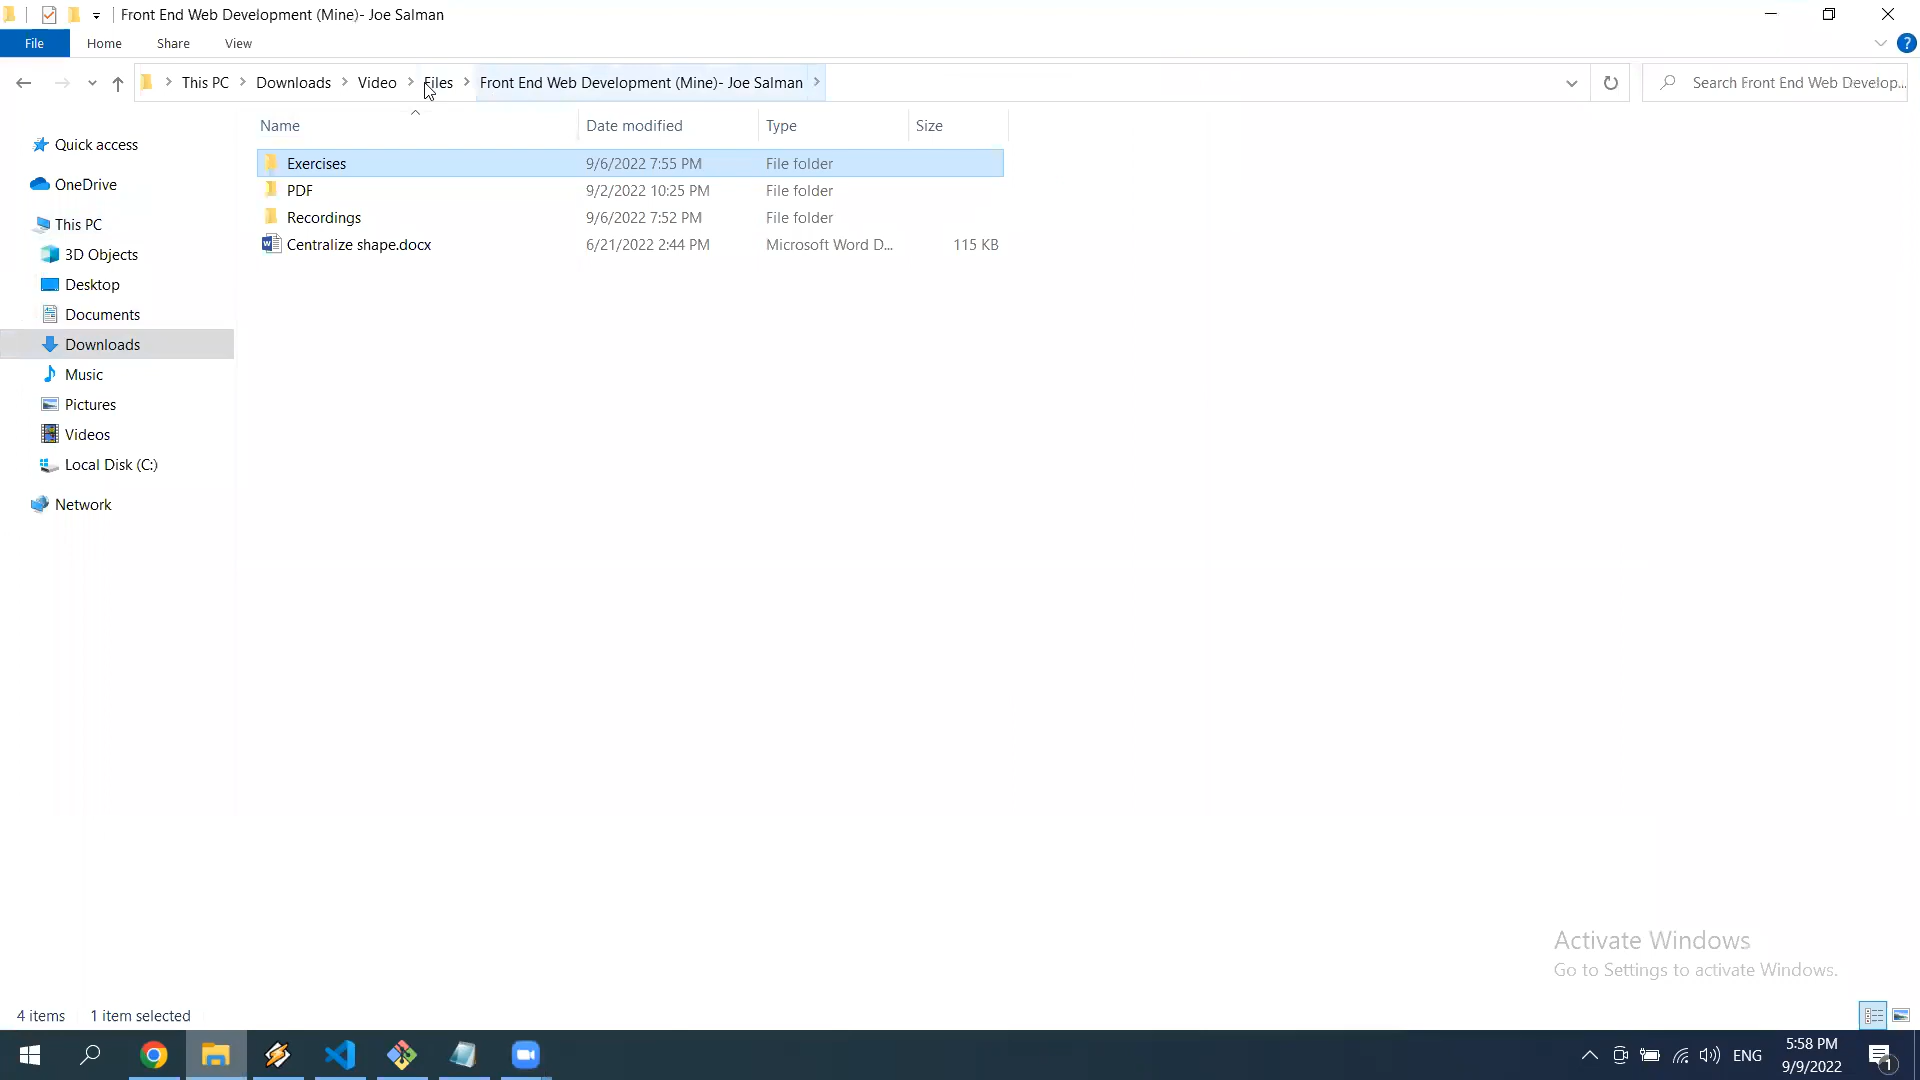 Front End Web Development (Mine)- Joe Salman
File Home Share View
This PC Downloads Video Files Front End Web Development (Mine)- Joe Salman Search Front End Web Develop...
Name Date modified Type Size
Quick access
OneDrive
This PC
3D Objects
Desktop
Documents
Downloads
Music
Pictures
Videos
Local Disk (C:)
Network
Exercises 9/6/2022 7:55 PM File folder
PDF 9/2/2022 10:25 PM File folder
Recordings 9/6/2022 7:52 PM File folder
Centralize shape.docx 6/21/2022 2:44 PM Microsoft Word D... 115 KB
Activate Windows
Go to Settings to activate Windows.
4 items 1 item selected
ENG
5:58 PM
9/9/2022
1